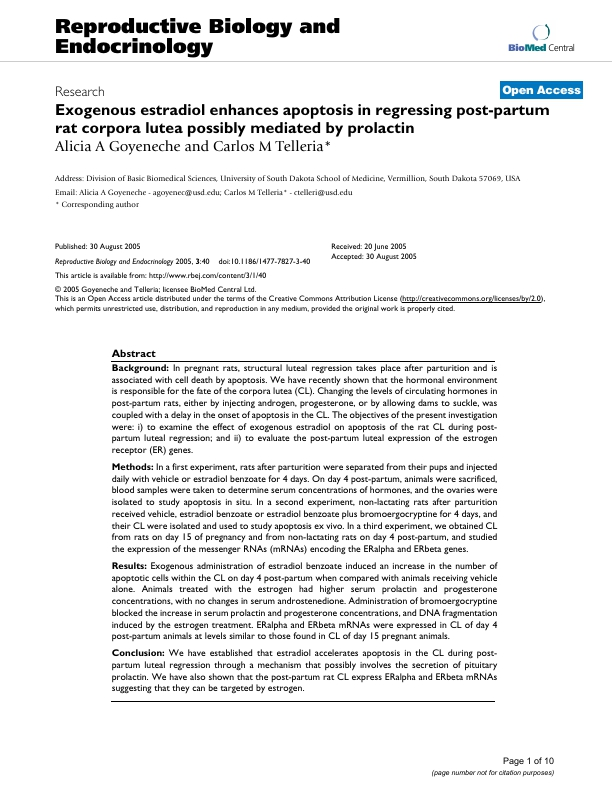 Reproductive Biology and
Endocrinology
BioMed Central
Research
Open Access
Exogenous estradiol enhances apoptosis in regressing post-partum
rat corpora lutea possibly mediated by prolactin
Alicia A Goyeneche and Carlos M Telleria*
Address: Division of Basic Biomedical Sciences, University of South Dakota School of Medicine, Vermillion, South Dakota 57069, USA
Email: Alicia A Goyeneche - agoyenec@usd.edu; Carlos M Telleria* - ctelleri@usd.edu
* Corresponding author
Published: 30 August 2005
Reproductive Biology and Endocrinology 2005, 3:40 doi:10.1186/1477-7827-3-40
This article is available from: http://www.rbej.com/content/3/1/40
Received: 20 June 2005
Accepted: 30 August 2005
© 2005 Goyeneche and Telleria; licensee BioMed Central Ltd.
This is an Open Access article distributed under the terms of the Creative Commons Attribution License (http://creativecommons.org/licenses/by/2.0),
which permits unrestricted use, distribution, and reproduction in any medium, provided the original work is properly cited.
Abstract
Background: In pregnant rats, structural luteal regression takes place after parturition and is
associated with cell death by apoptosis. We have recently shown that the hormonal environment
is responsible for the fate of the corpora lutea (CL). Changing the levels of circulating hormones in
post-partum rats, either by injecting androgen, progesterone, or by allowing dams to suckle, was
coupled with a delay in the onset of apoptosis in the CL. The objectives of the present investigation
were: i) to examine the effect of exogenous estradiol on apoptosis of the rat CL during post-
partum luteal regression; and ii) to evaluate the post-partum luteal expression of the estrogen
receptor (ER) genes.
Methods: In a first experiment, rats after parturition were separated from their pups and injected
daily with vehicle or estradiol benzoate for 4 days. On day 4 post-partum, animals were sacrificed,
blood samples were taken to determine serum concentrations of hormones, and the ovaries were
isolated to study apoptosis in situ. In a second experiment, non-lactating rats after parturition
received vehicle, estradiol benzoate or estradiol benzoate plus bromoergocryptine for 4 days, and
their CL were isolated and used to study apoptosis ex vivo. In a third experiment, we obtained CL
from rats on day 15 of pregnancy and from non-lactating rats on day 4 post-partum, and studied
the expression of the messenger RNAs (mRNAs) encoding the ERalpha and ERbeta genes.
Results: Exogenous administration of estradiol benzoate induced an increase in the number of
apoptotic cells within the CL on day 4 post-partum when compared with animals receiving vehicle
alone. Animals treated with the estrogen had higher serum prolactin and progesterone
concentrations, with no changes in serum androstenedione. Administration of bromoergocryptine
blocked the increase in serum prolactin and progesterone concentrations, and DNA fragmentation
induced by the estrogen treatment. ERalpha and ERbeta mRNAs were expressed in CL of day 4
post-partum animals at levels similar to those found in CL of day 15 pregnant animals.
Conclusion: We have established that estradiol accelerates apoptosis in the CL during post-
partum luteal regression through a mechanism that possibly involves the secretion of pituitary
prolactin. We have also shown that the post-partum rat CL express ERalpha and ERbeta mRNAs
suggesting that they can be targeted by estrogen.
Page 1 of 10
(page number not for citation purposes)